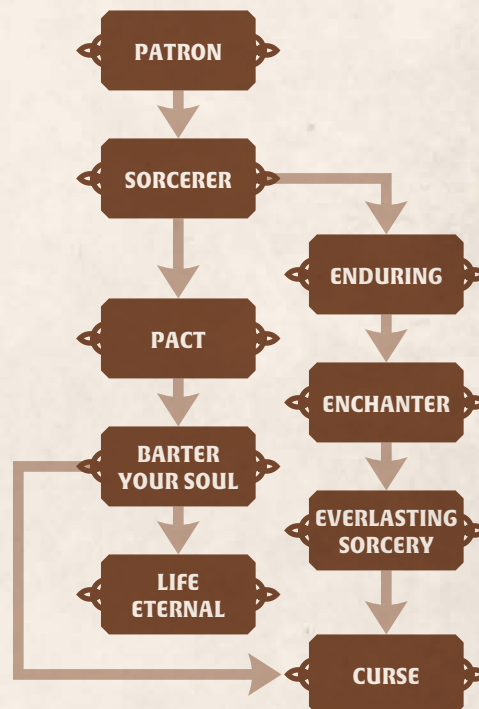 PATRON
SORCERER
ENDURING
PACT
ENCHANTER
BARTER
YOUR SOUL
EVERLASTING
SORCERY
LIFE
ETERNAL
CURSE